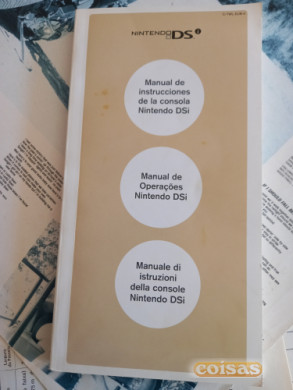 NINTENDO DSi
Manual de
instrucciones
de la consola
Nintendo DSi
Manual de
Operações
Nintendo DSi
Manuale di
istruzioni
della console
Nintendo DSi
coisas